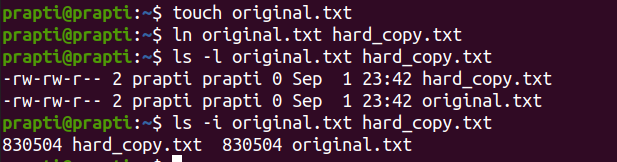 prapti@prapti:~$ touch original.txt
prapti@prapti:~$ ln original.txt hard_copy.txt
prapti@prapti:~$ ls -l original.txt hard_copy.txt
-rw-rw-r-- 2 prapti prapti 0 Sep  1 23:42 hard_copy.txt
-rw-rw-r-- 2 prapti prapti 0 Sep  1 23:42 original.txt
prapti@prapti:~$ ls -i original.txt hard_copy.txt
830504 hard_copy.txt  830504 original.txt
prapti@prapti:~$